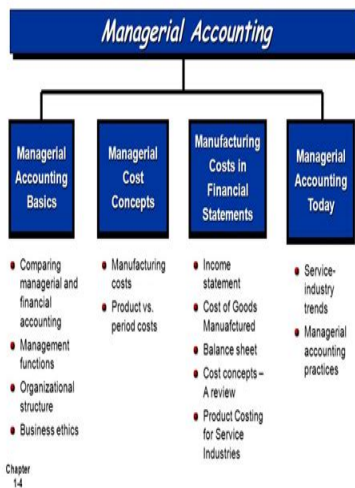 Managerial Accounting
Managerial
Accounting
Basics
Managerial
Cost
Concepts
Manufacturing
Costs in
Financial
Statements
Managerial
Accounting
Today
Comparing
managerial and
financial
accounting
Management
functions
Organizational
structure
Business ethics
Manufacturing
costs
Product vs.
period costs
Income
statement
Cost of Goods
Manuafctured
Balance sheet
Cost concepts –
A review
Product Costing
for Service
Industries
Service-
industry
trends
Managerial
accounting
practices
Chapter
1-4